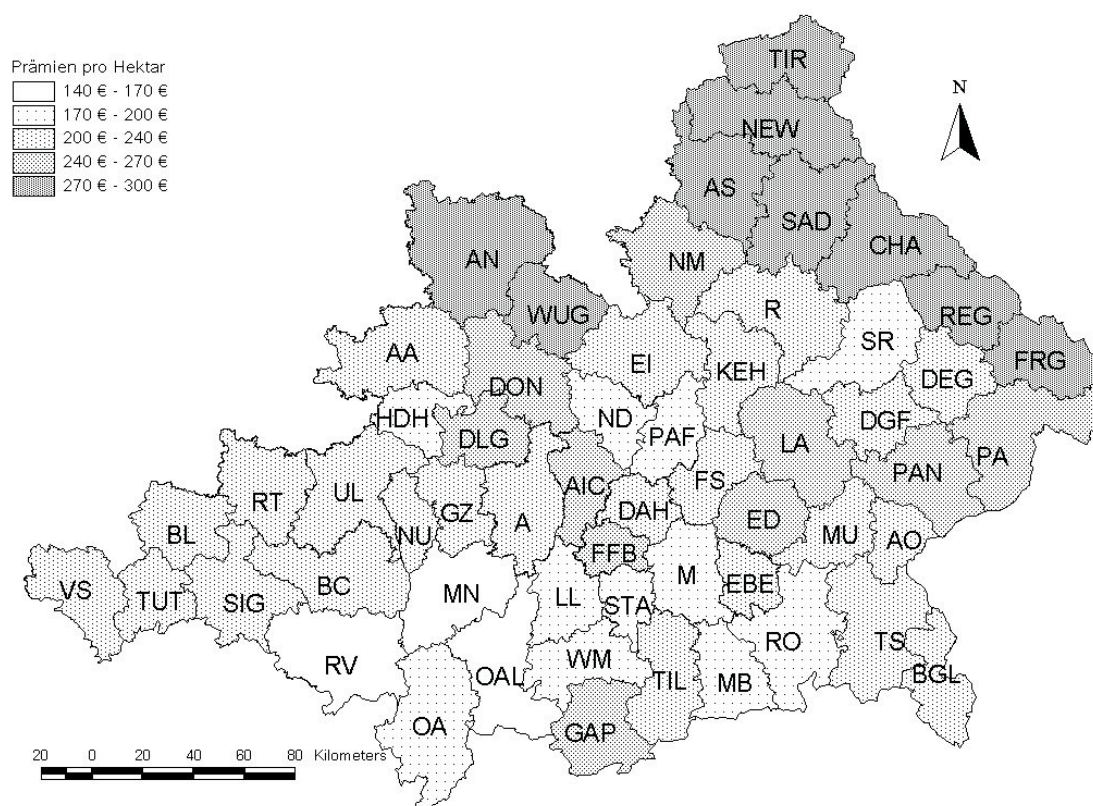 Prämien pro Hektar
140 € - 170 €
170 € - 200 €
200 € - 240 €
240 € - 270 €
270 € - 300 €
N
TIR
NEW
AS
SAD
CHA
AN
NM
WUG
R
REG
SR
FRG
AA
EI
KEH
DEG
DON
HDH
ND
PAF
DGF
DLG
LA
PA
PAN
AIC
FS
RT
UL
GZ
A
DAH
ED
MU
AO
BL
NU
FFB
VS
TUT
SIG
BC
MN
LL
STA
M
EBE
RO
TS
RV
OAL
WM
TIL
MB
BGL
OA
GAP
20 0 20 40 60 80 Kilometers